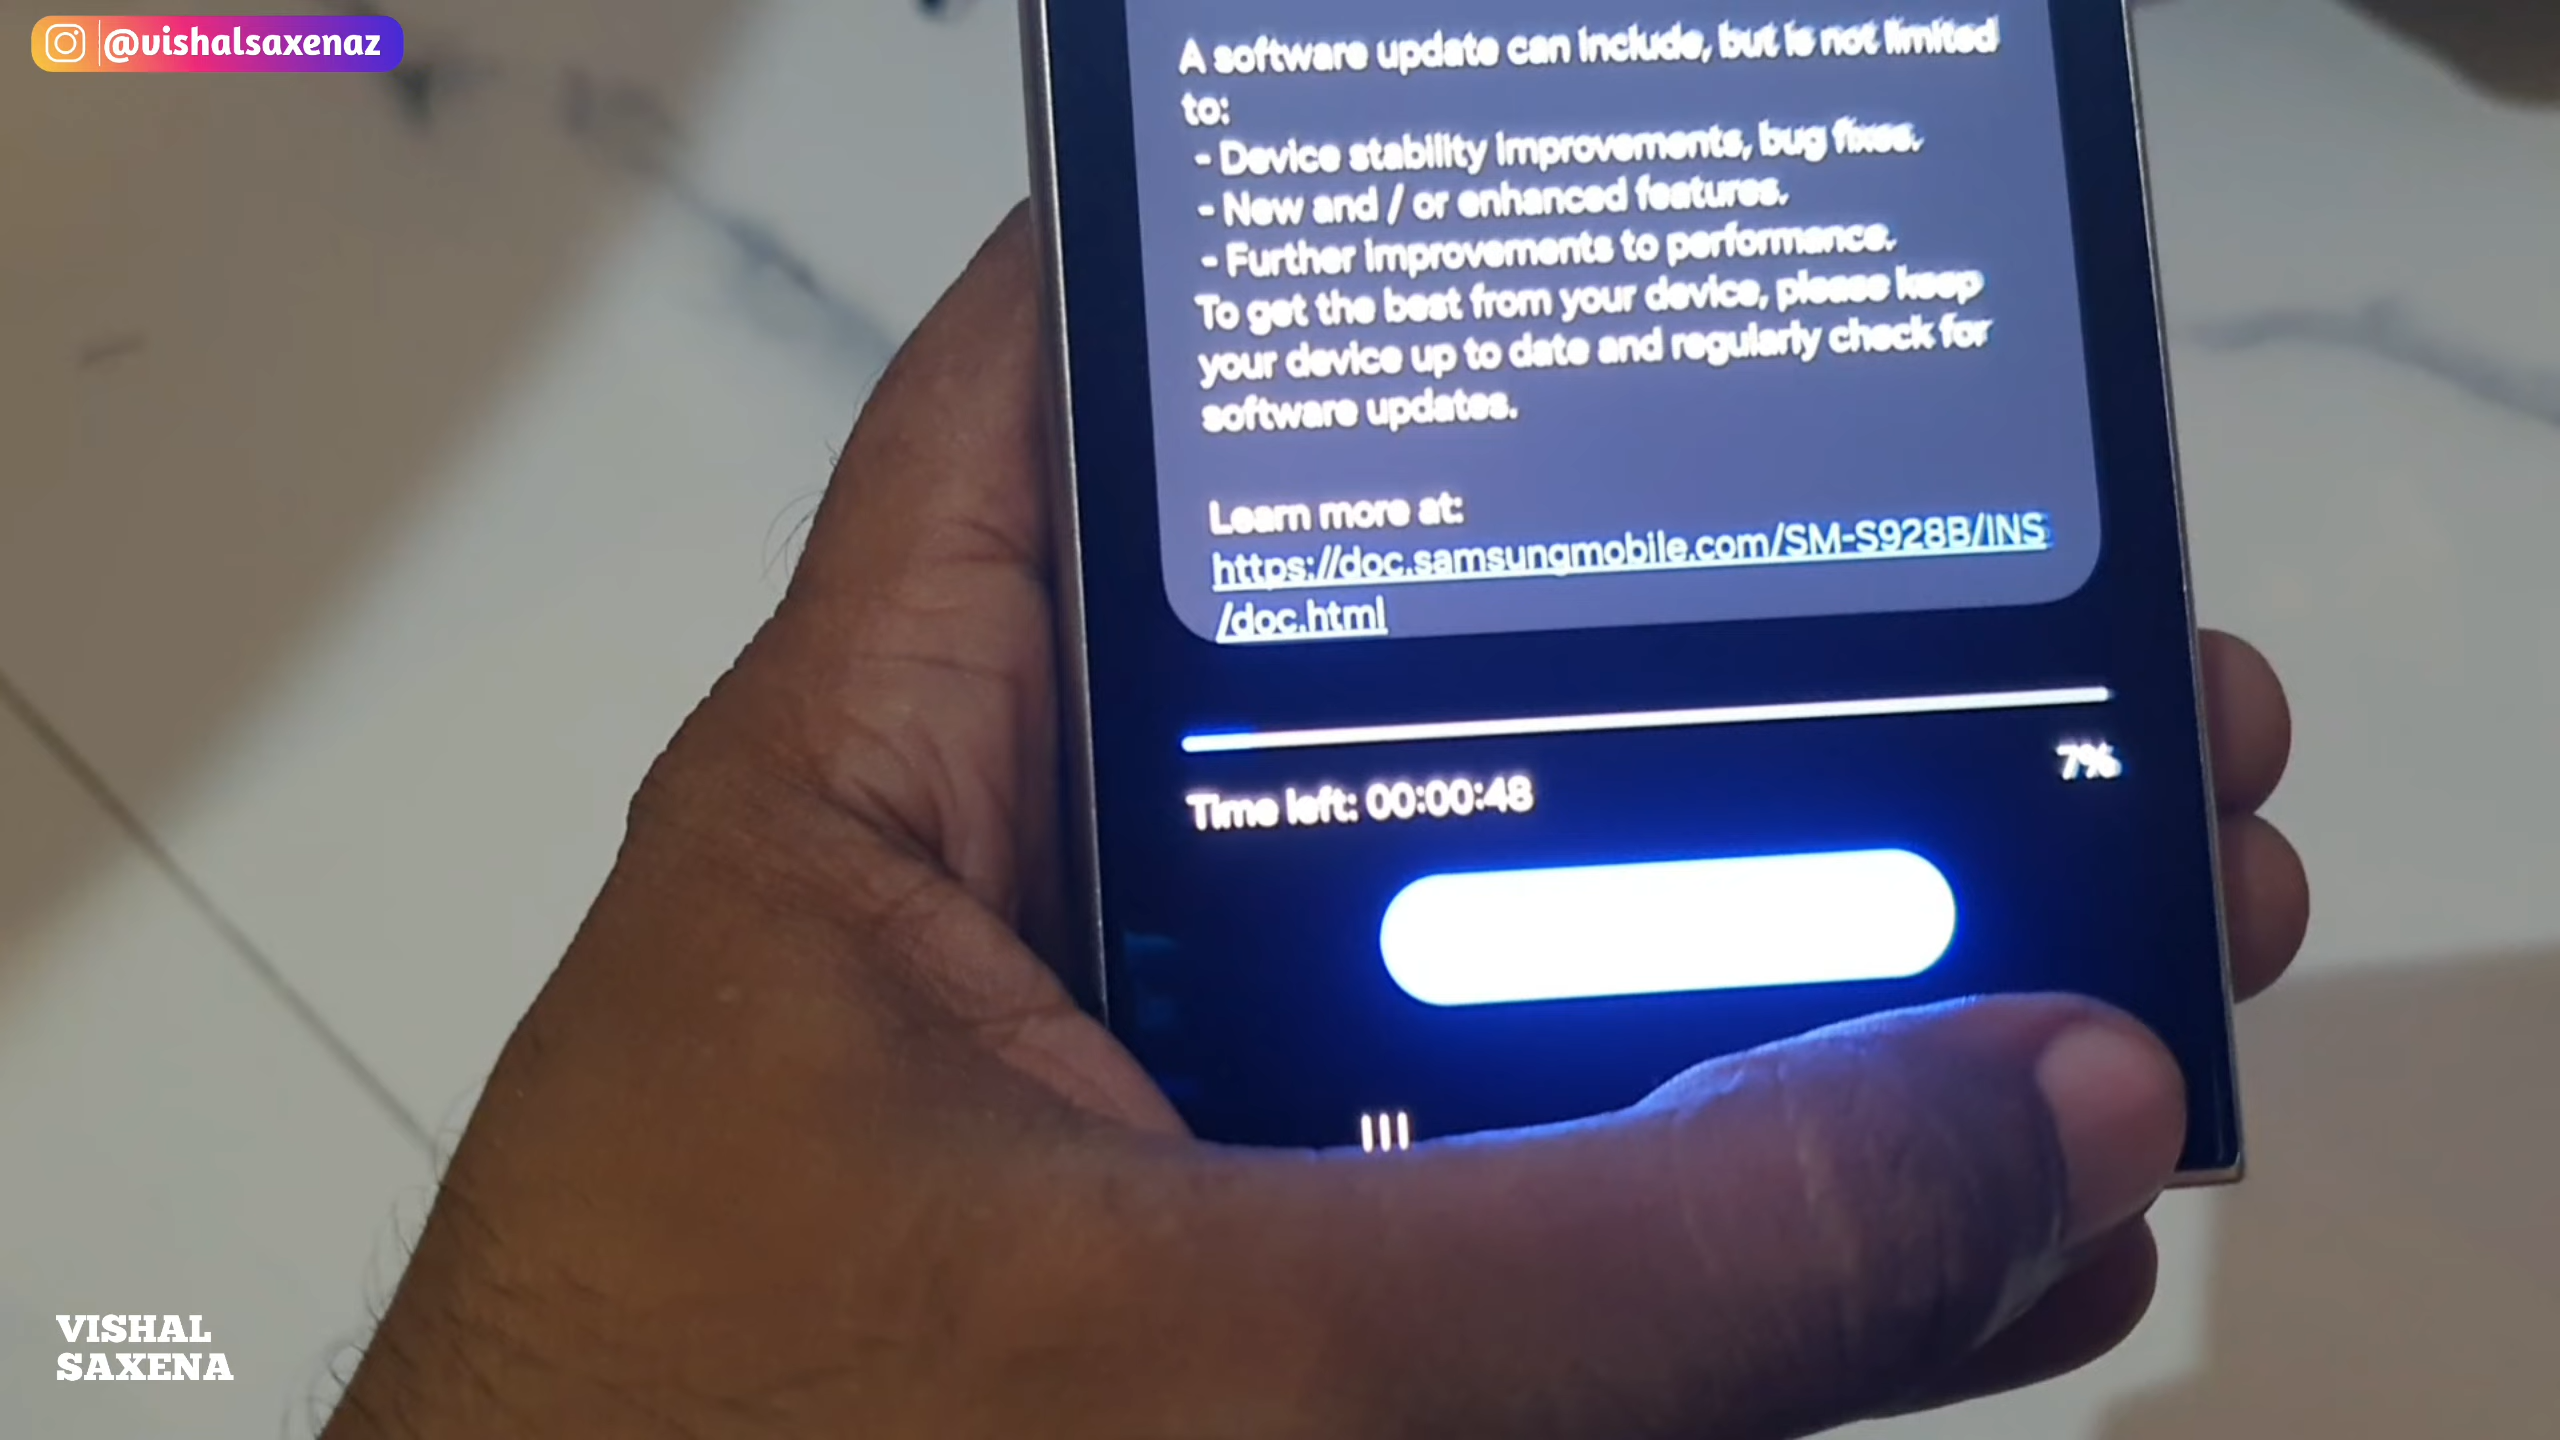 @vishalsaxenaz
A software update can include, but is not limited
to:
- Device stability improvements, bug fixes.
- New and / or enhanced features.
- Further improvements to performance.
To get the best from your device, please keep
your device up to date and regularly check for
software updates.
Learn more at:
https://doc.samsungmobile.com/SM-S928B/INS
/doc.html
7%
Time left: 00:00:48
VISHAL
SAXENA